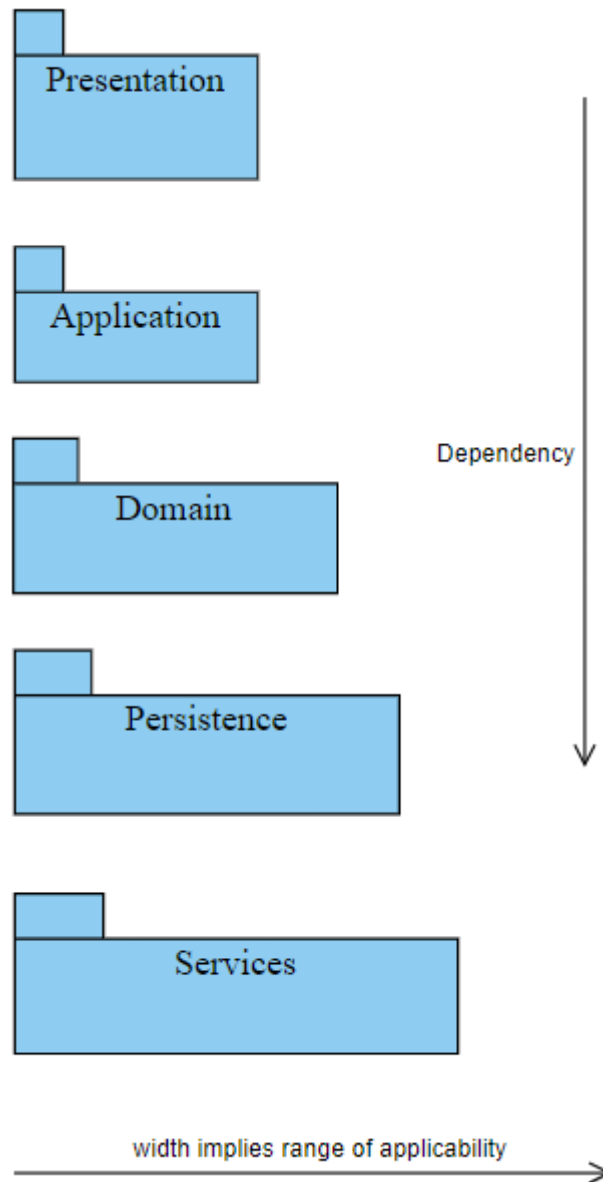 Presentation
Application
Dependency
Domain
Persistence
Services
width implies range of applicability